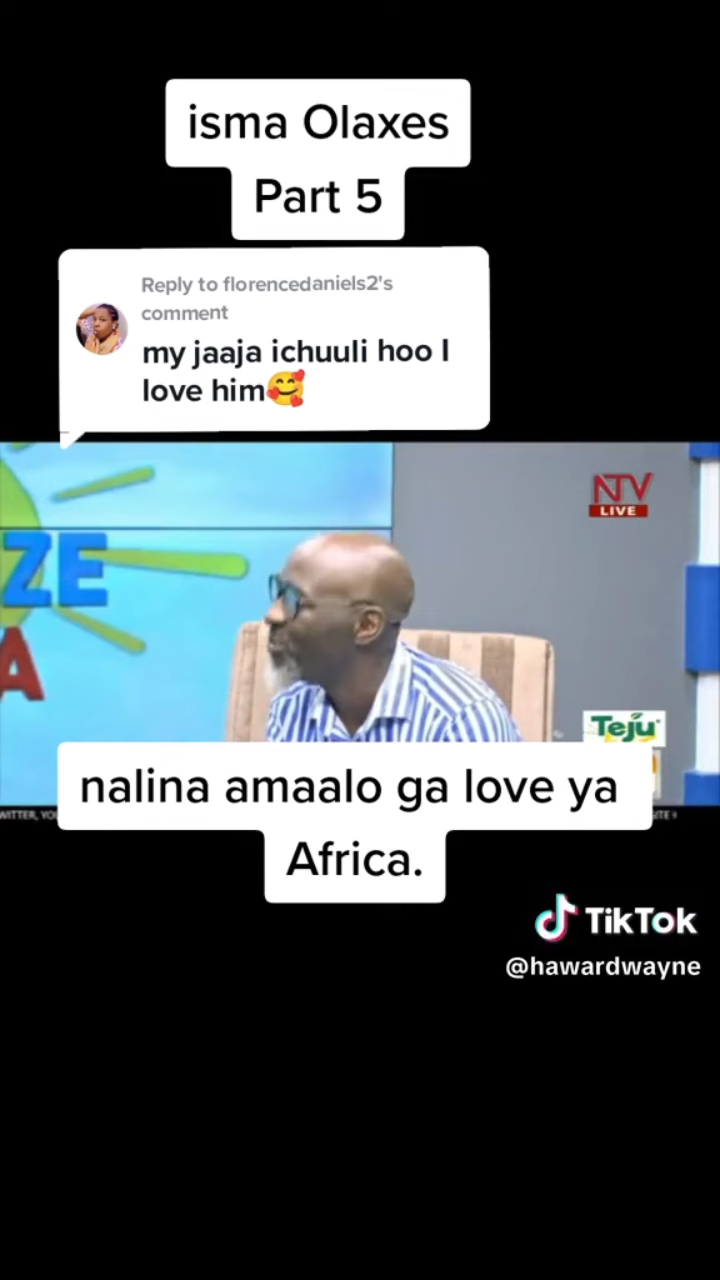 isma Olaxes
Part 5
Reply to florencedaniels2's
comment
my jaaja ichuuli hoo I
love him🥰
NTV
LIVE
ZE
A
Teju
nalina amaalo ga love ya
Africa.
TikTok
@hawardwayne